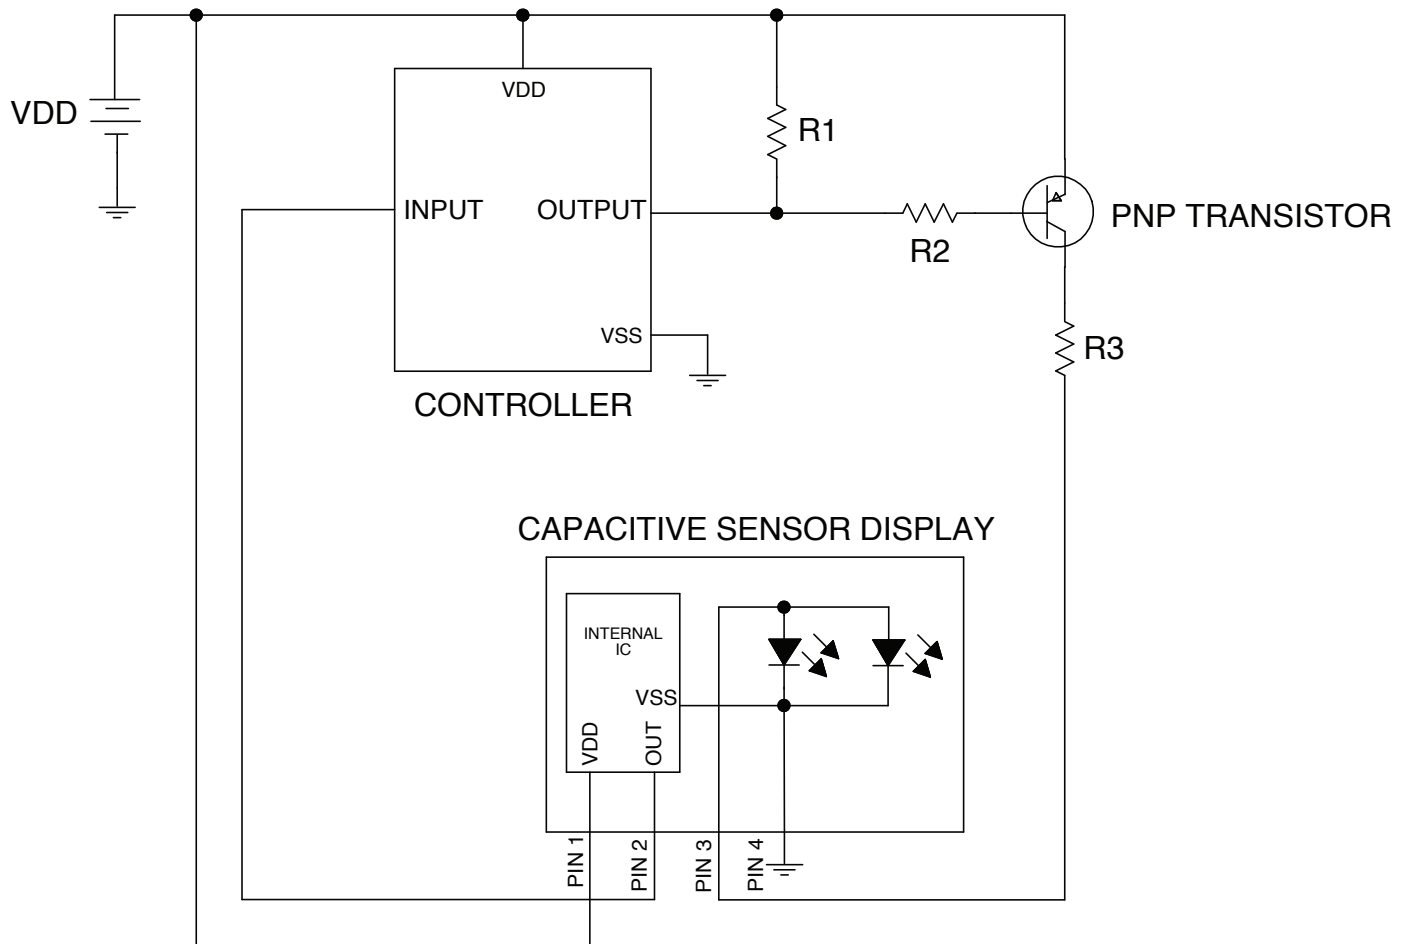 VDD
VDD
R1
INPUT
OUTPUT
R2
PNP TRANSISTOR
VSS
R3
CONTROLLER
CAPACITIVE SENSOR DISPLAY
INTERNAL
IC
VSS
VDD
OUT
PIN 1
PIN 2
PIN 3
PIN 4